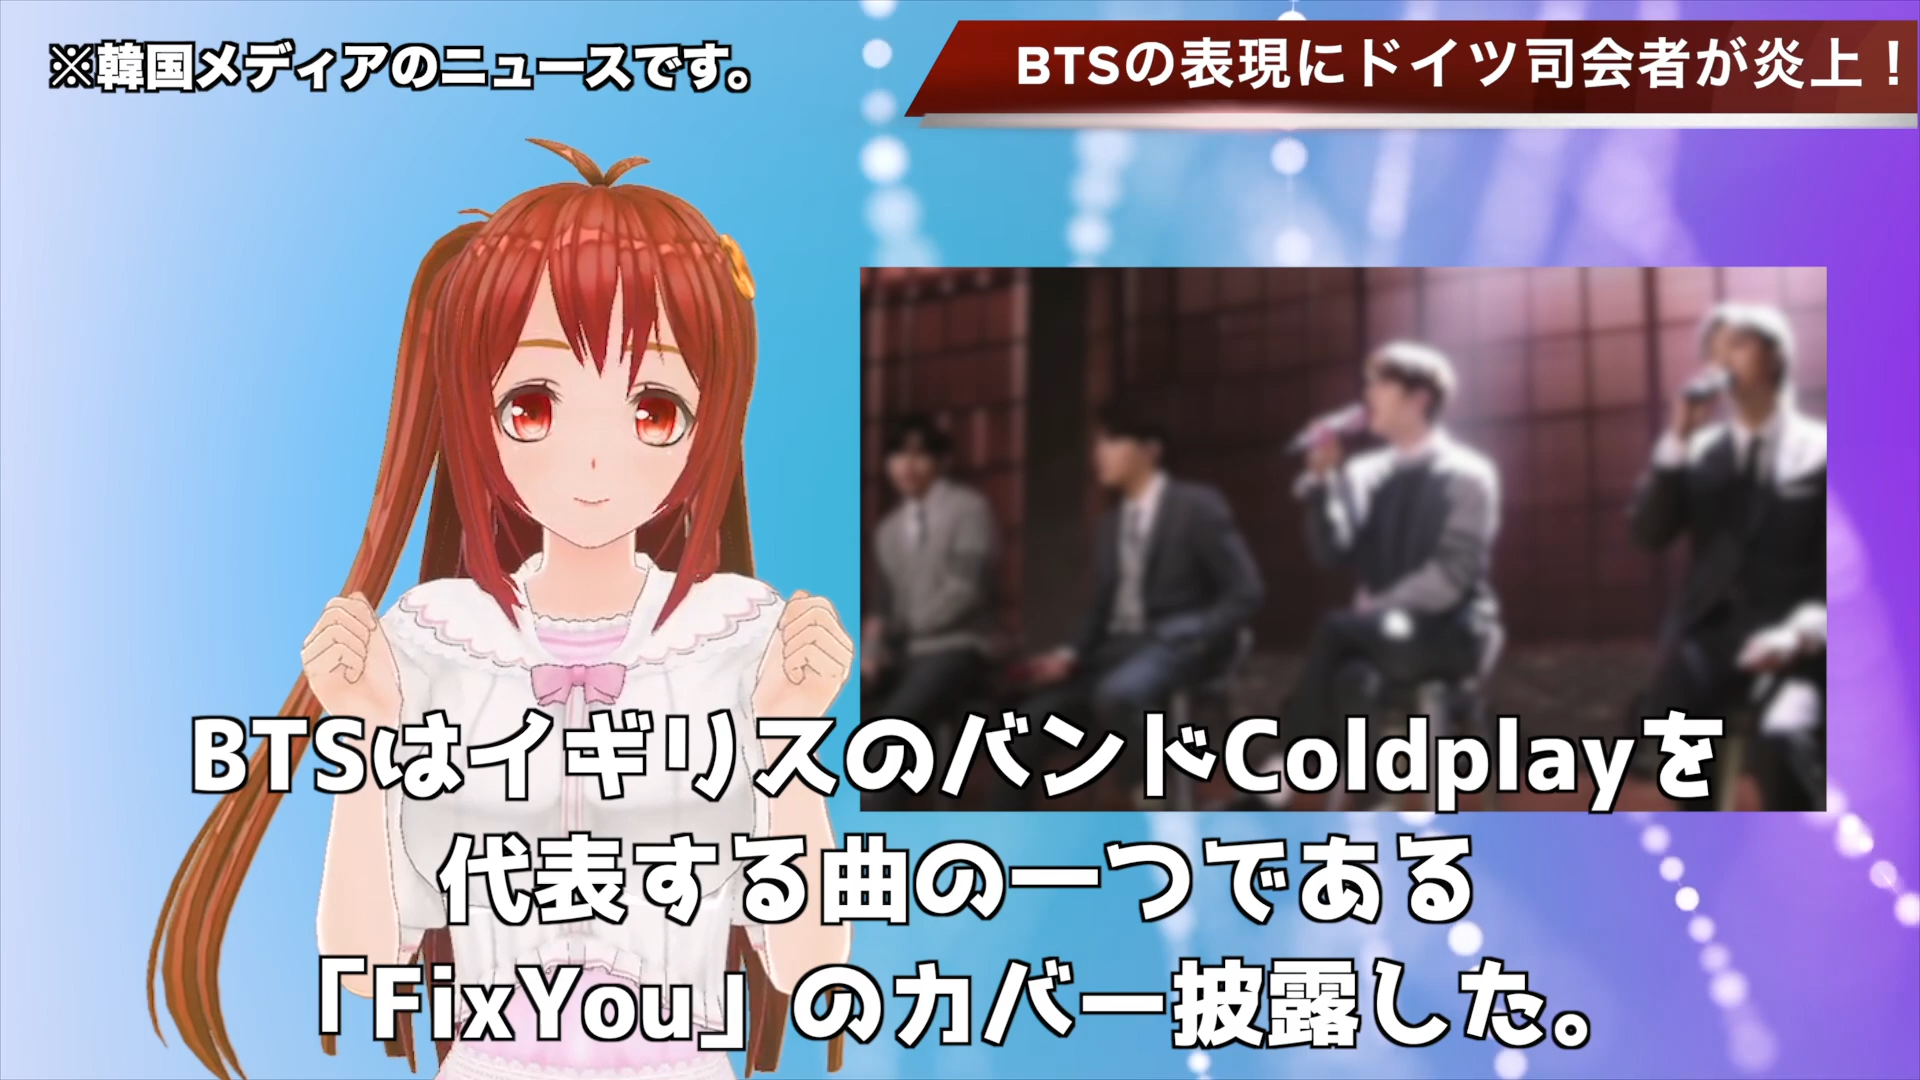 ※韓国メディアのニュースです。
BTSの表現にドイツ司会者が炎上！
BTSはイギリスのバンドColdplayを
代表する曲の一つである
「FixYou」のカバー披露した。